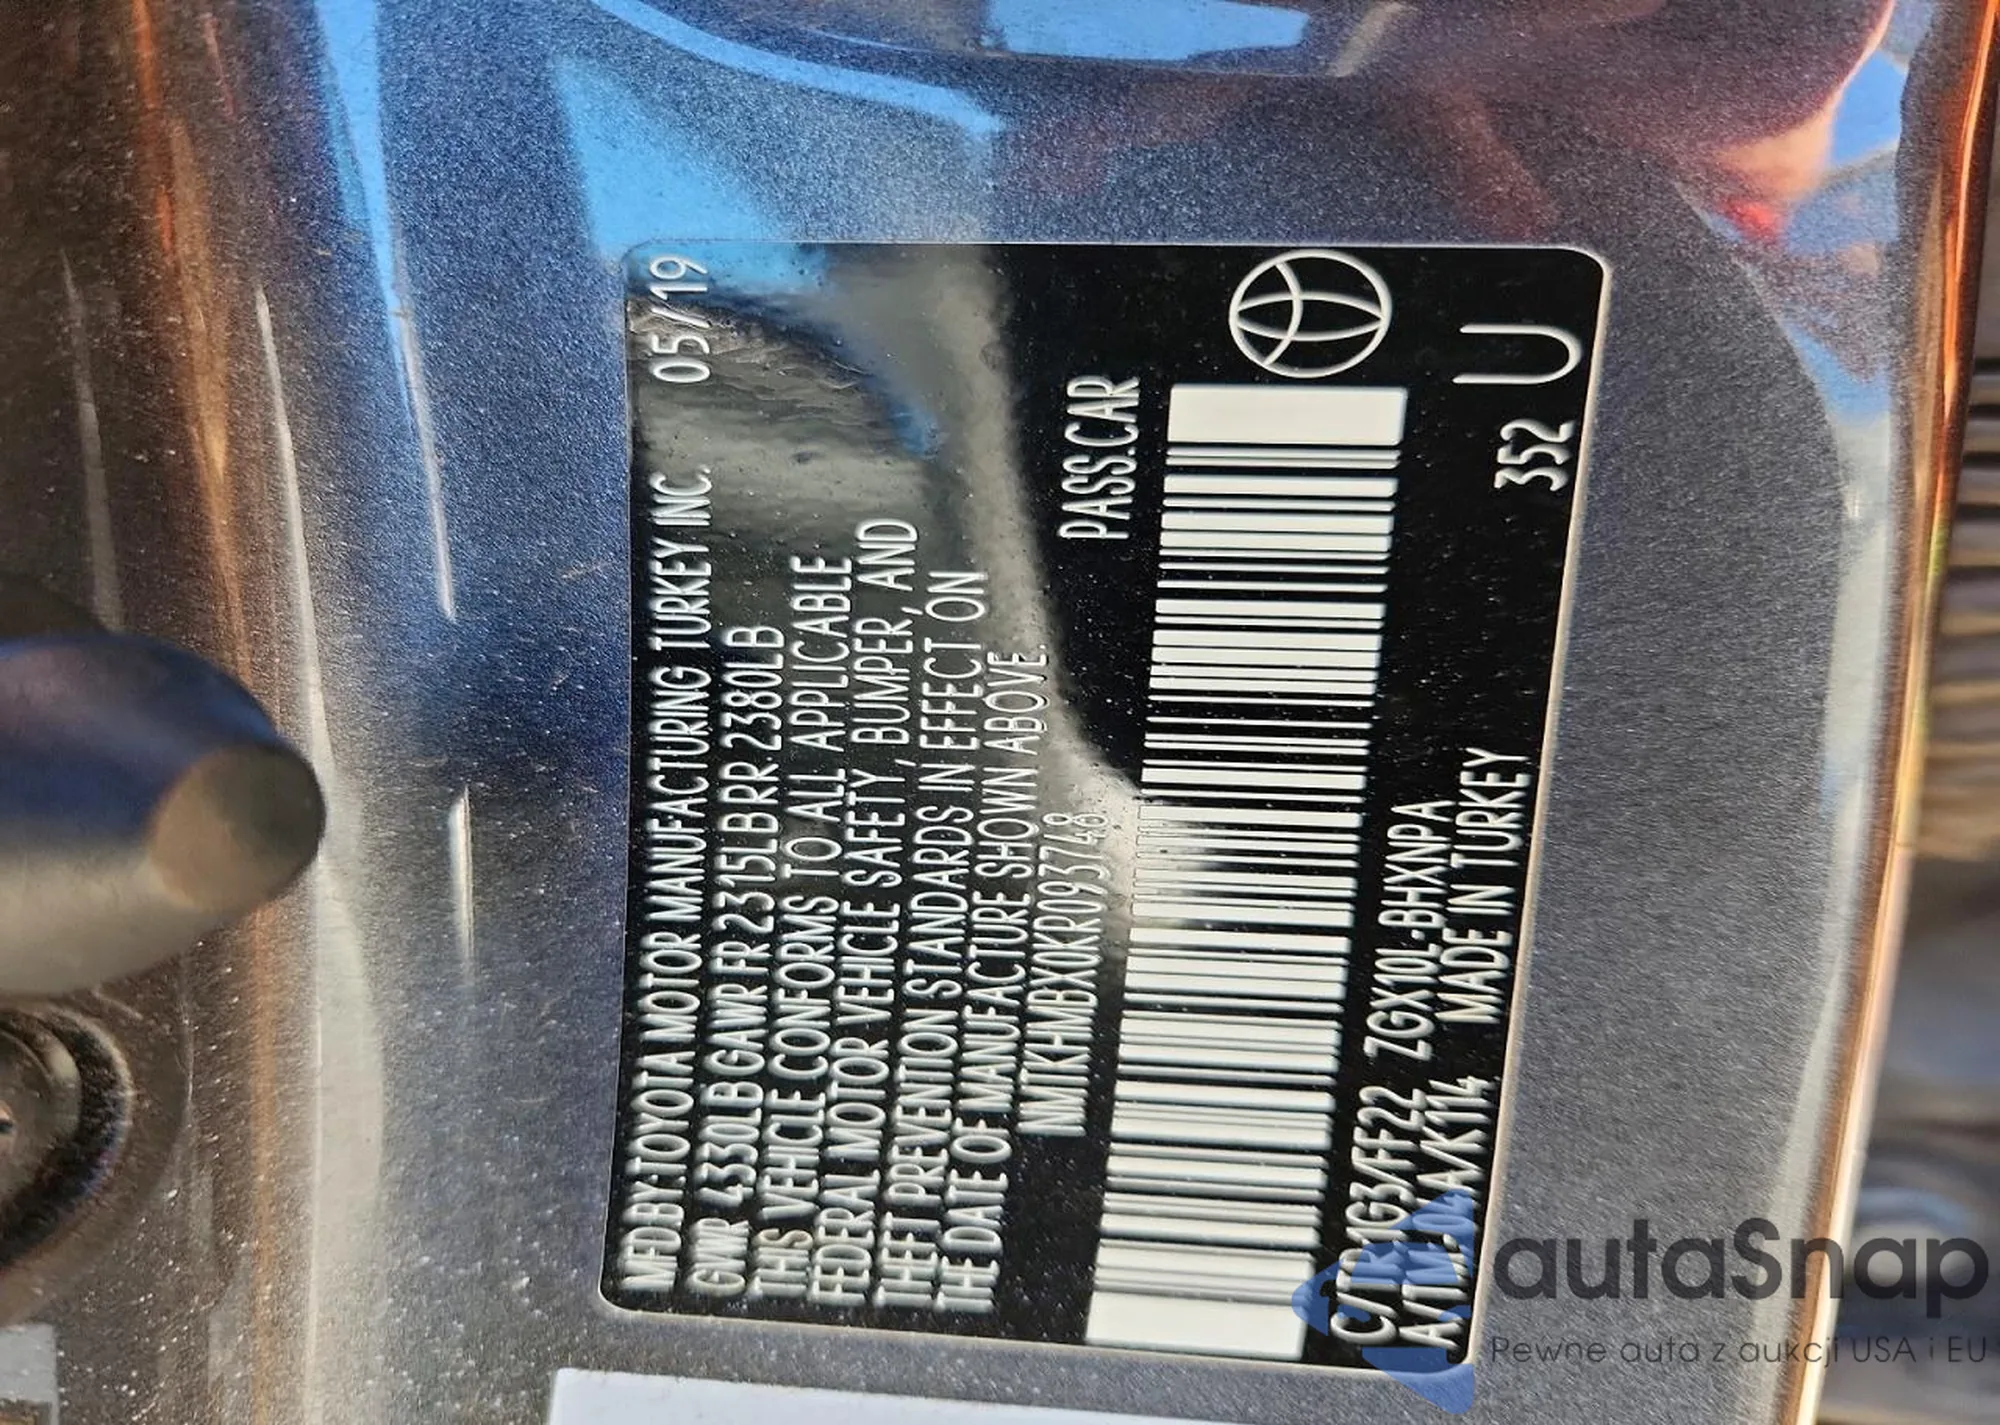 MFD.BY:TOYOTA MOTOR MANUFACTURING TURKEY INC. 05/19
GVWR 4330LB GAWR FR 2315LB RR 2380LB
THIS VEHICLE CONFORMS TO ALL APPLICABLE
FEDERAL MOTOR VEHICLE SAFETY, BUMPER, AND
THEFT PREVENTION STANDARDS IN EFFECT ON
THE DATE OF MANUFACTURE SHOWN ABOVE.
NMTKHMBX0KR093748 PASS.CAR
ZGX10L-BHXNPA
MADE IN TURKEY
352 U
autaSnap
Pewne auta z aukcji USA i EU